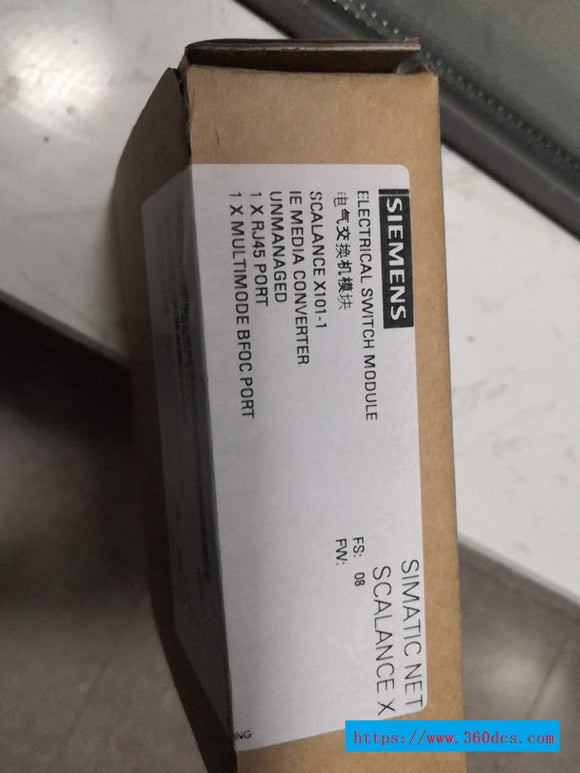 SIEMENS
ELECTRICAL SWITCH MODULE
电气交换机模块
SCALANCE X101-1
IE MEDIA CONVERTER
UNMANAGED
1 X RJ45 PORT
1 X MULTIMODE BFOC PORT
SIMATIC NET
SCALANCE X
FS: 08
FW:
NG
https://www.360dcs.com